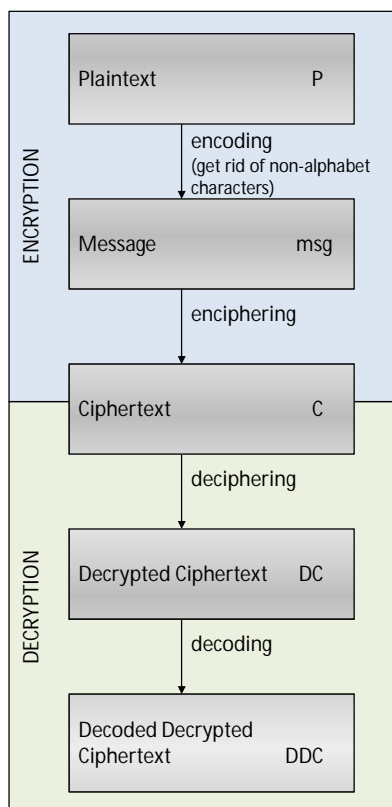 ENCRYPTION
Plaintext P
encoding
(get rid of non-alphabet
characters)
Message msg
enciphering
Ciphertext C
DECRYPTION
deciphering
Decrypted Ciphertext DC
decoding
Decoded Decrypted
Ciphertext DDC